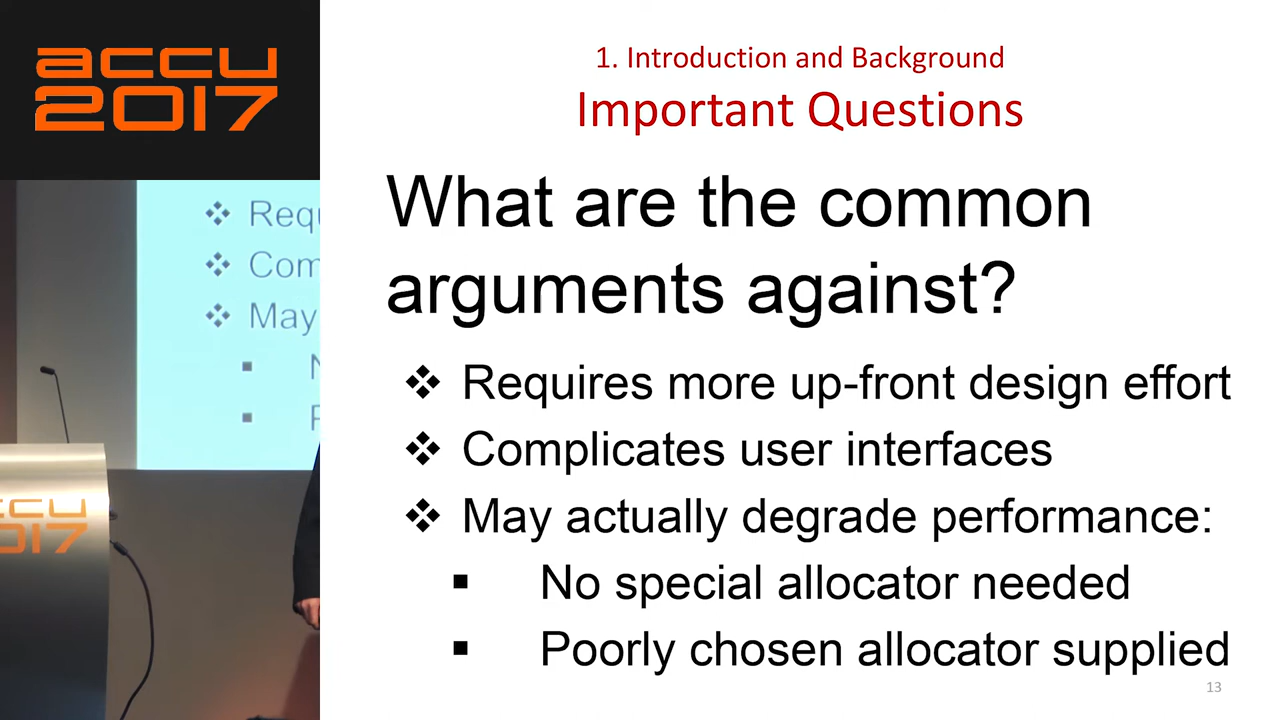 accu
2017
1. Introduction and Background
Important Questions
What are the common
arguments against?
❖ Requires more up-front design effort
❖ Complicates user interfaces
❖ May actually degrade performance:
▪ No special allocator needed
▪ Poorly chosen allocator supplied
13
❖ Requ
❖ Com
❖ May
▪ N
▪ P
ccu
017